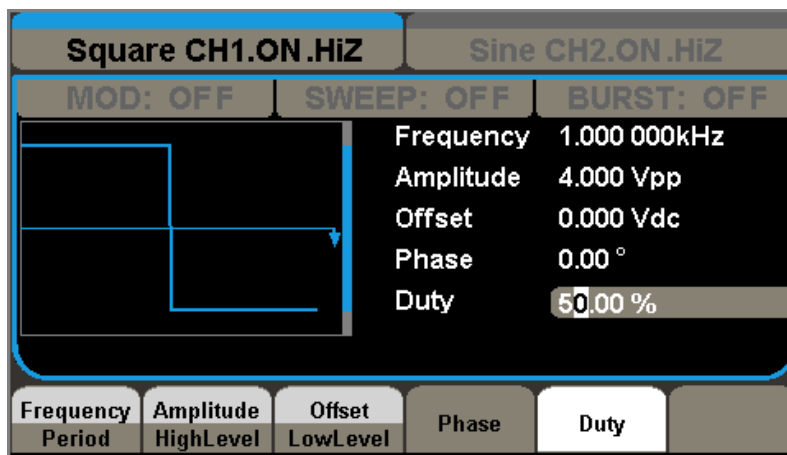 Square CH1.ON.HiZ
Sine CH2.ON.HiZ
MOD: OFF
SWEEP: OFF
BURST: OFF
Frequency 1.000 000kHz
Amplitude 4.000 Vpp
Offset 0.000 Vdc
Phase 0.00 °
Duty 50.00 %
Frequency
Period
Amplitude
HighLevel
Offset
LowLevel
Phase
Duty